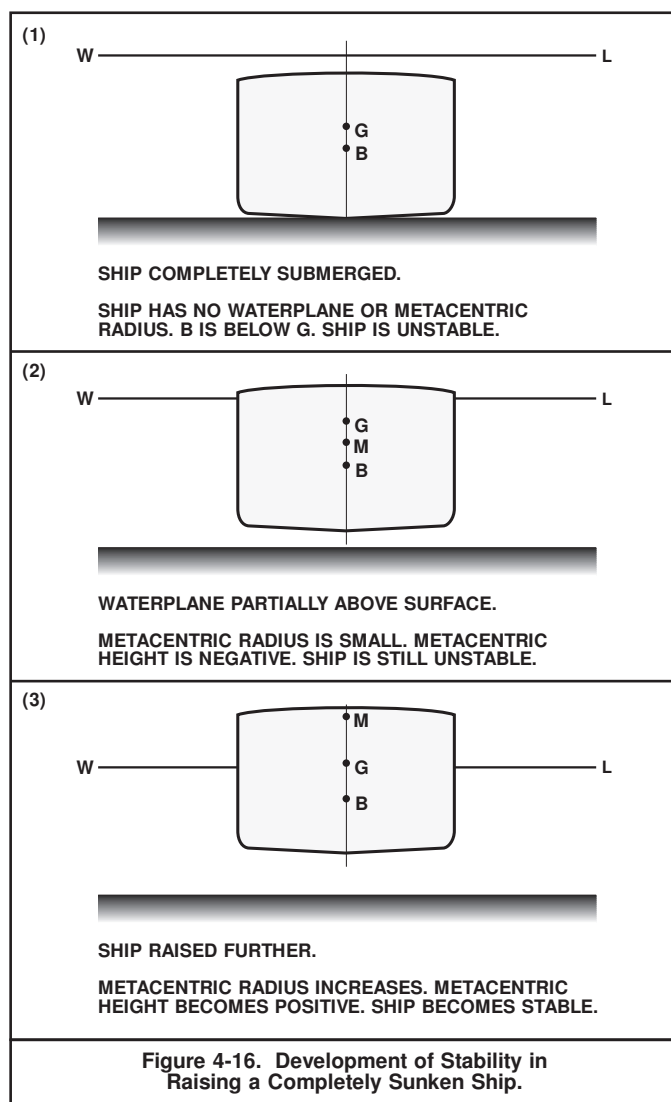 (1)
W L
G
B
SHIP COMPLETELY SUBMERGED.
SHIP HAS NO WATERPLANE OR METACENTRIC
RADIUS. B IS BELOW G. SHIP IS UNSTABLE.
(2)
W L
G
M
B
WATERPLANE PARTIALLY ABOVE SURFACE.
METACENTRIC RADIUS IS SMALL. METACENTRIC
HEIGHT IS NEGATIVE. SHIP IS STILL UNSTABLE.
(3)
M
W L
G
B
SHIP RAISED FURTHER.
METACENTRIC RADIUS INCREASES. METACENTRIC
HEIGHT BECOMES POSITIVE. SHIP BECOMES STABLE.
Figure 4-16. Development of Stability in
Raising a Completely Sunken Ship.